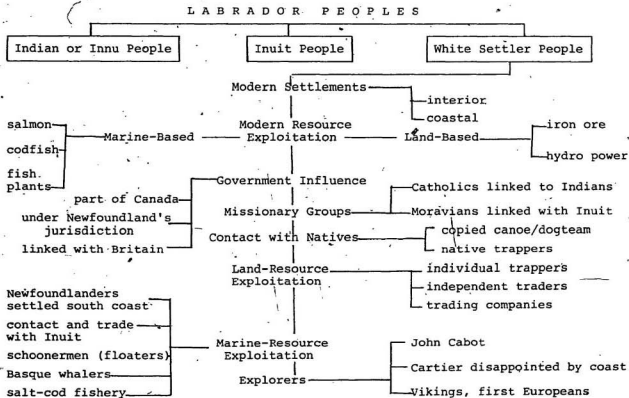 LABRADOR PEOPLES
Indian or Innu People
Inuit People
White Settler People
Modern Settlements
interior
coastal
salmon
codfish
fish
plants
Marine-Based
Modern Resource
Exploitation
Land-Based
iron ore
hydro power
Government Influence
part of Canada
under Newfoundland's
jurisdiction
linked with Britain
Missionary Groups
Catholics linked to Indians
Moravians linked with Inuit
Contact with Natives
copied canoe/dogteam
native trappers
Land-Resource
Exploitation
individual trappers
independent traders
trading companies
Newfoundlanders
settled south coast
contact and trade
with Inuit
schoonermen (floaters)
Basque whalers
salt-cod fishery
Marine-Resource
Exploitation
Explorers
John Cabot
Cartier disappointed by coast
Vikings, first Europeans